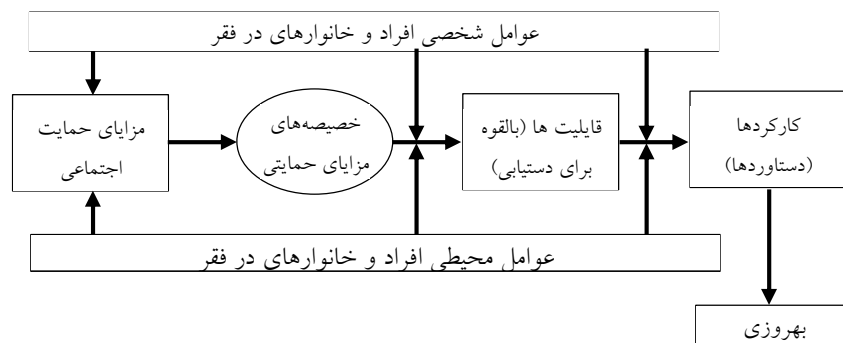 عوامل شخصی افراد و خانوارهای در فقر
مزایای حمایت
اجتماعی
خصیصه‌های
مزایای حمایتی
قابلیت ها (بالقوه
برای دستیابی)
کارکردها
(دستاوردها)
عوامل محیطی افراد و خانوارهای در فقر
بهروزی